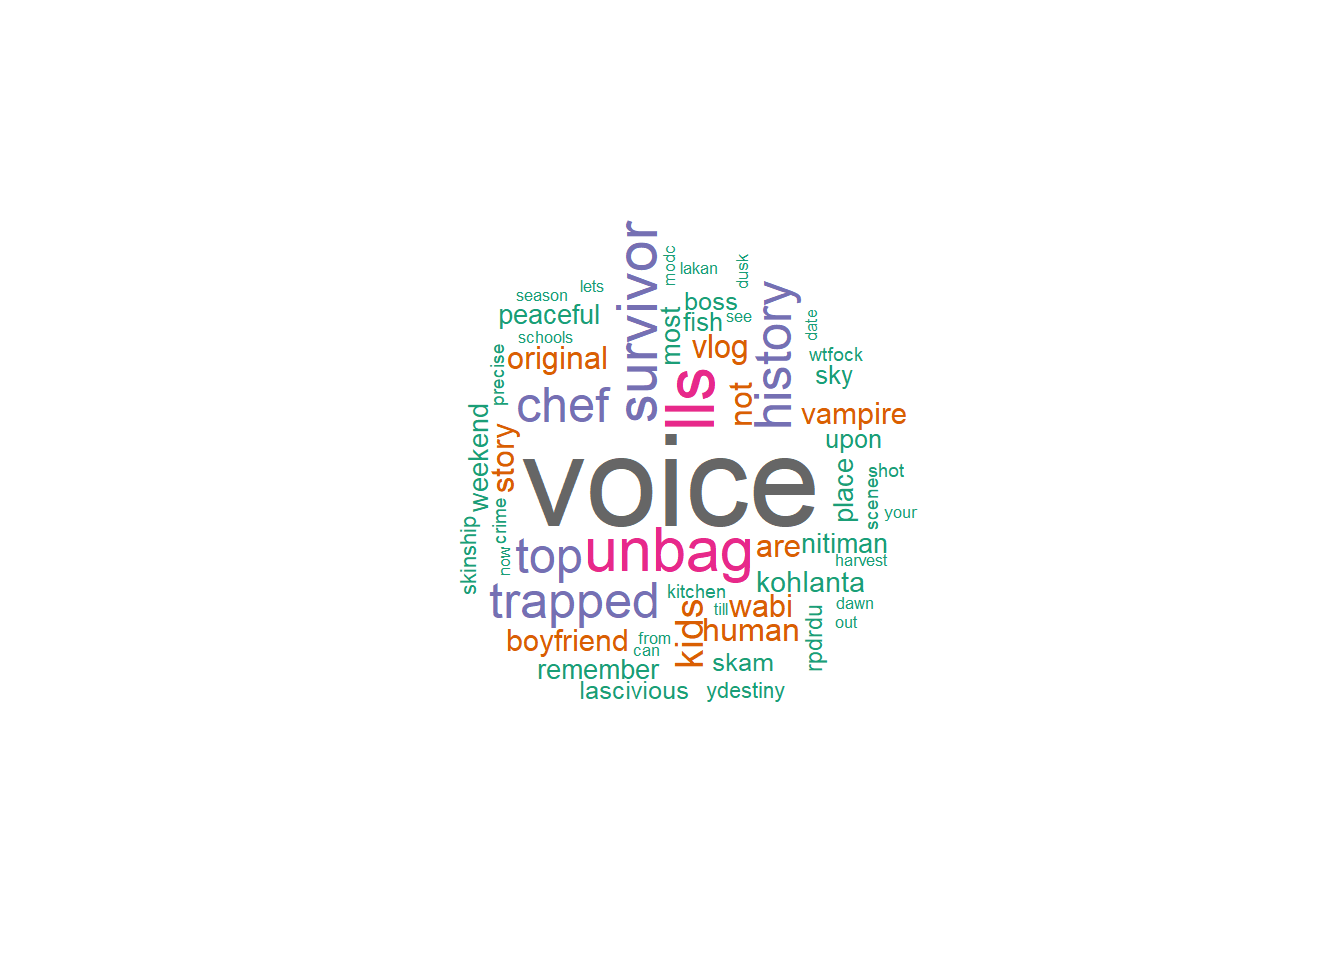 survivor
modc
lakan
dusk
lets
season
boss
history
peaceful
most
fish
see
date
schools
original
vlog
wtfock
precise
lls
sky
chef
not
vampire
weekend
story
upon
voice
place
shot
scene
your
skinship
crime
now
top
unbag
are
nitiman
harvest
trapped
kitchen
kohlanta
kids
till
wabi
dawn
boyfriend
from
human
out
can
rpdrdu
remember
skam
lascivious
ydestiny